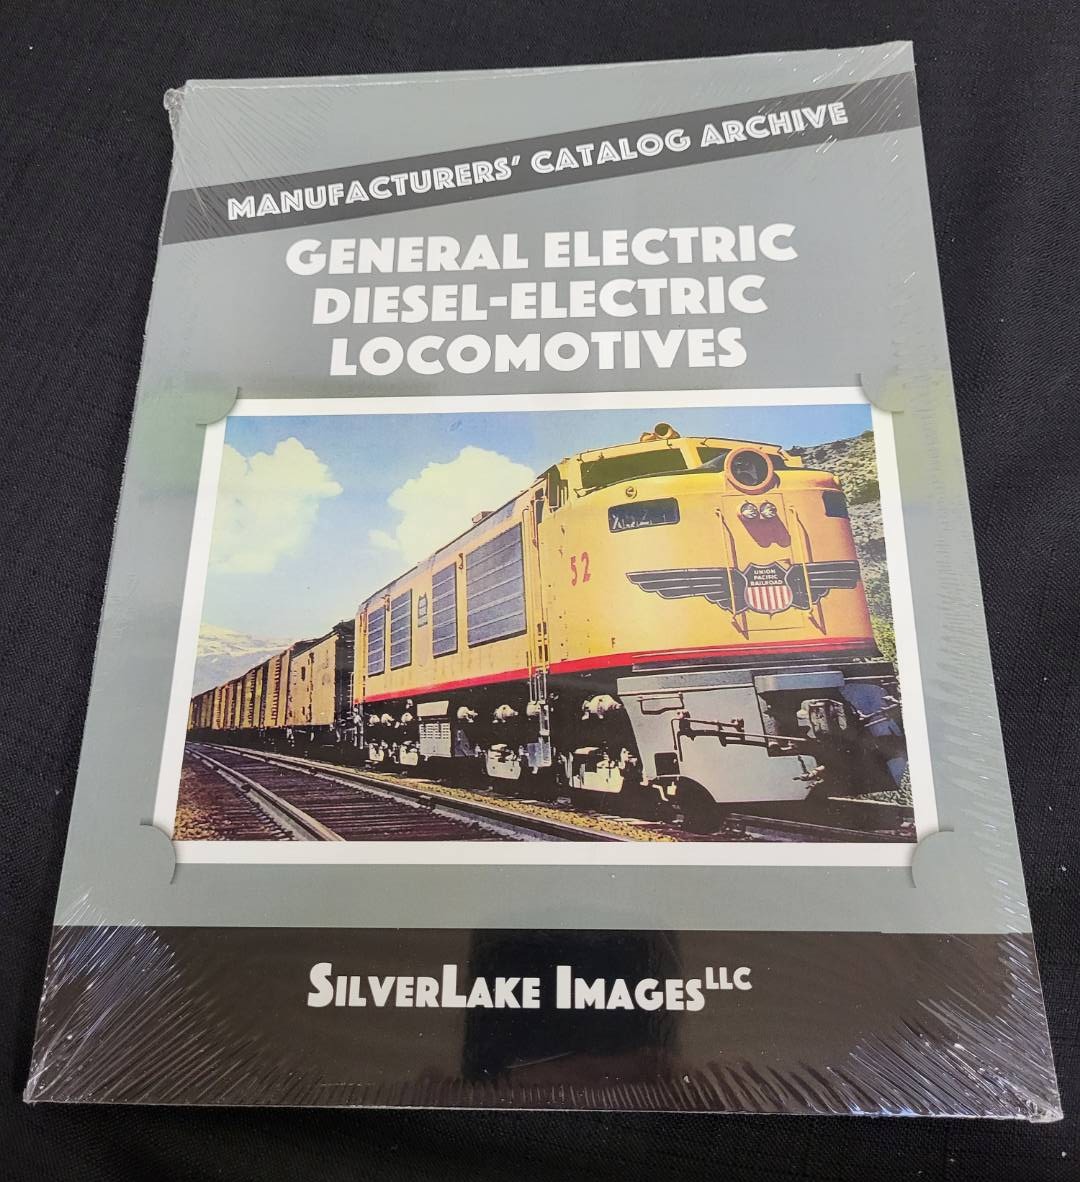 MANUFACTURERS' CATALOG ARCHIVE
GENERAL ELECTRIC
DIESEL-ELECTRIC
LOCOMOTIVES
52
UNION
PACIFIC
RAILROAD
SILVERLAKE IMAGES LLC